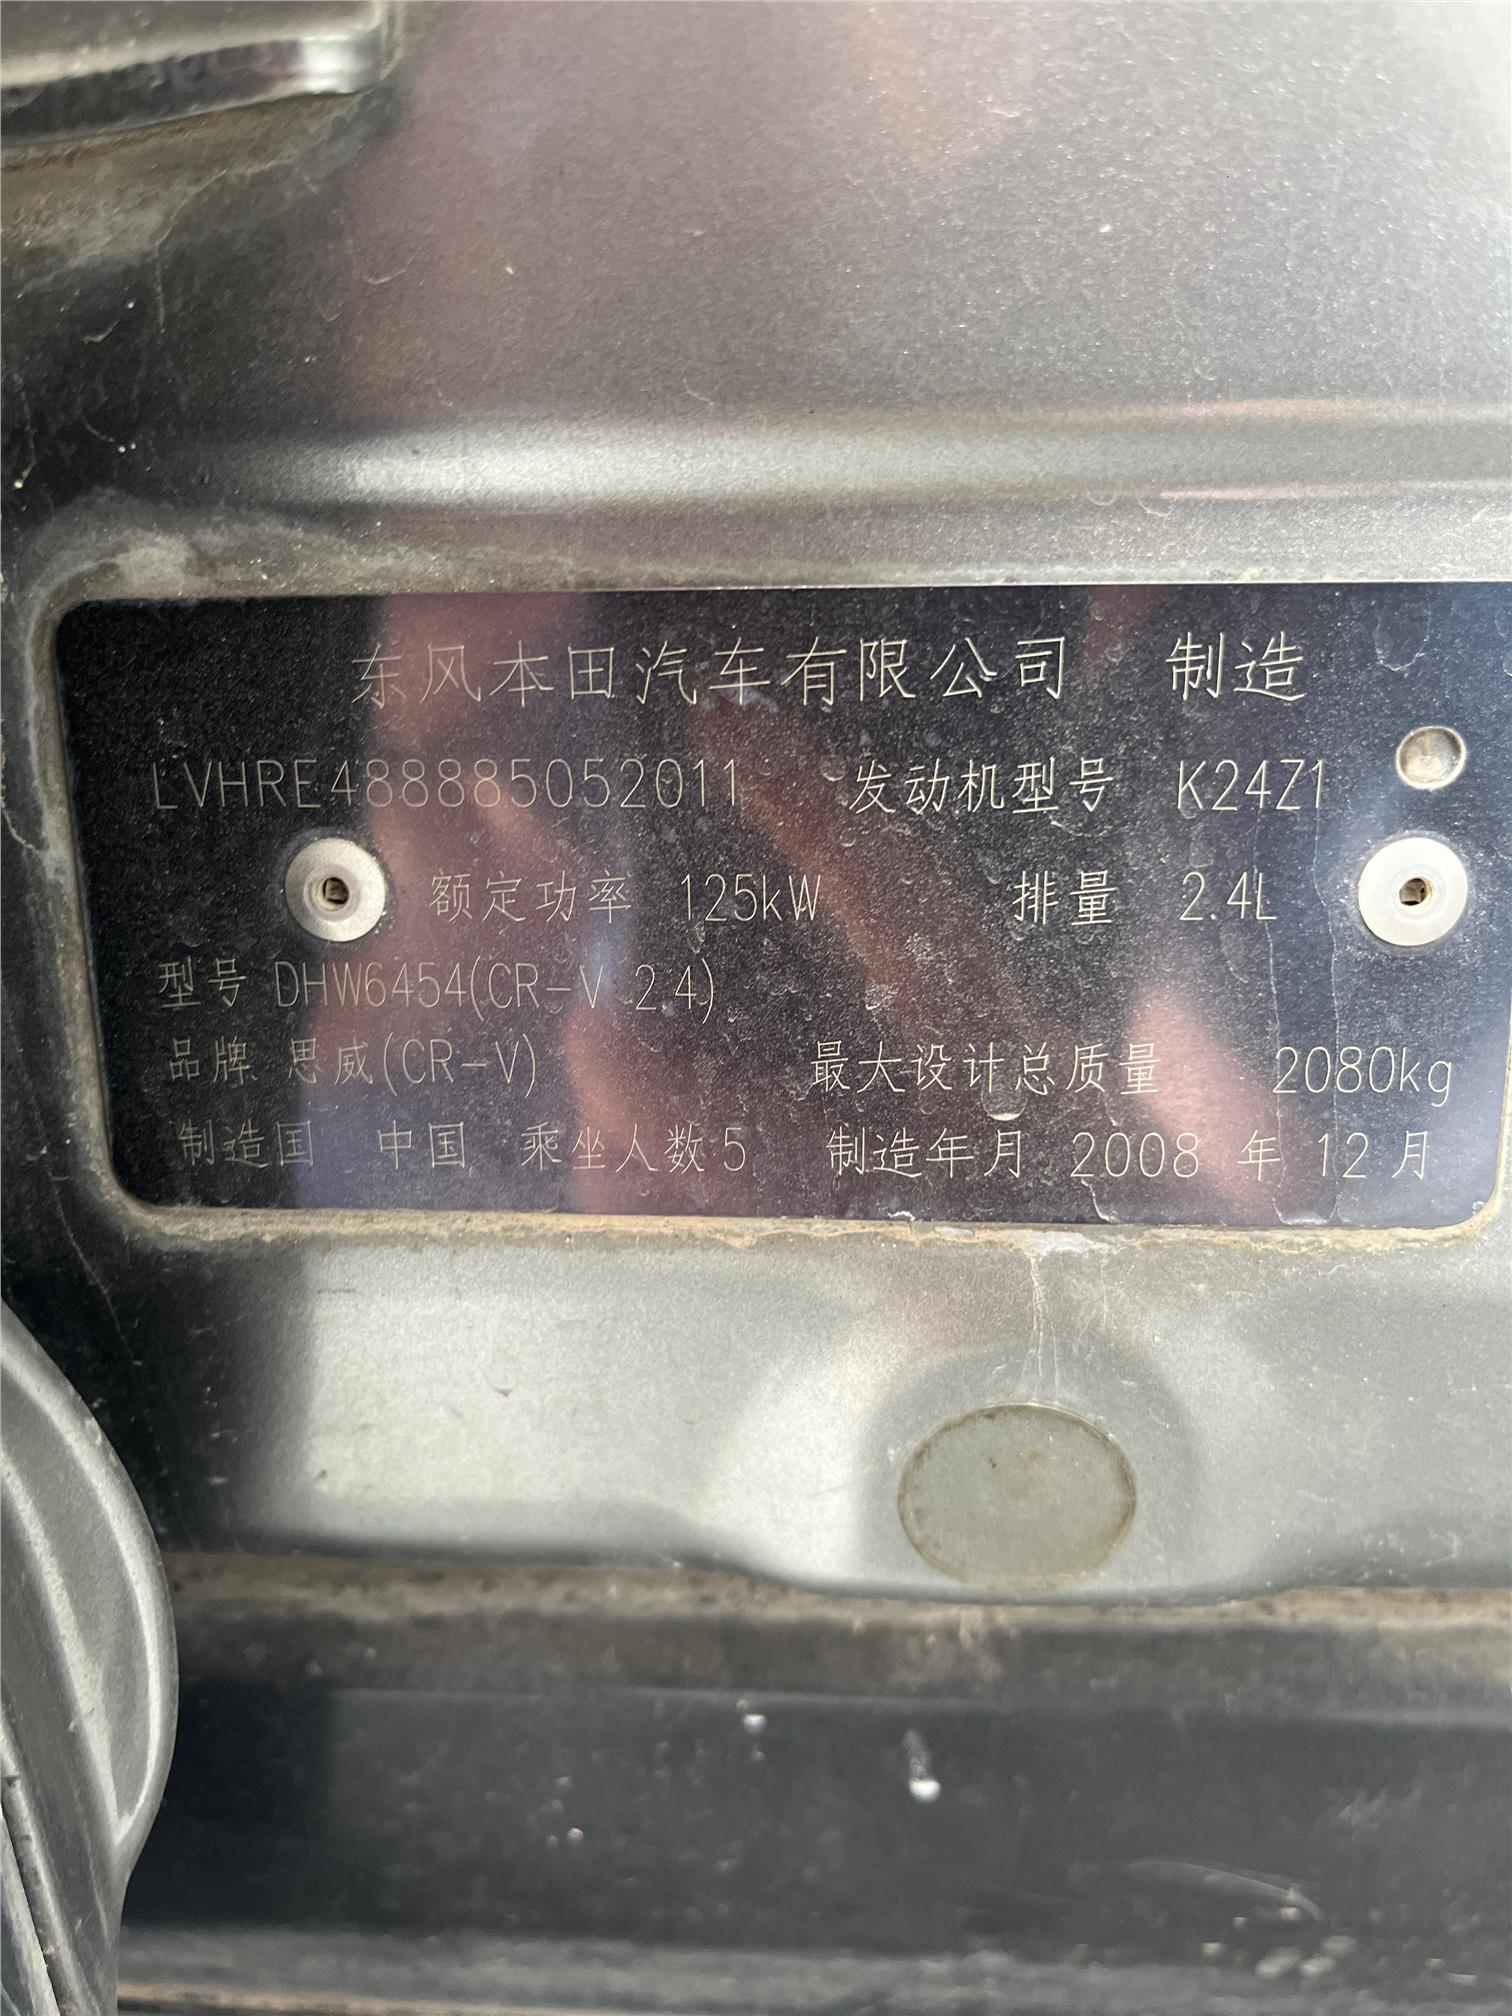 东风本田汽车有限公司 制造
LVHRE488885052011 发动机型号 K24Z1
额定功率 125kW 排量 2.4L
型号 DHW6454(CR-V 2.4)
品牌 思威(CR-V) 最大设计总质量 2080kg
制造国 中国 乘坐人数 5 制造年月 2008 年 12 月